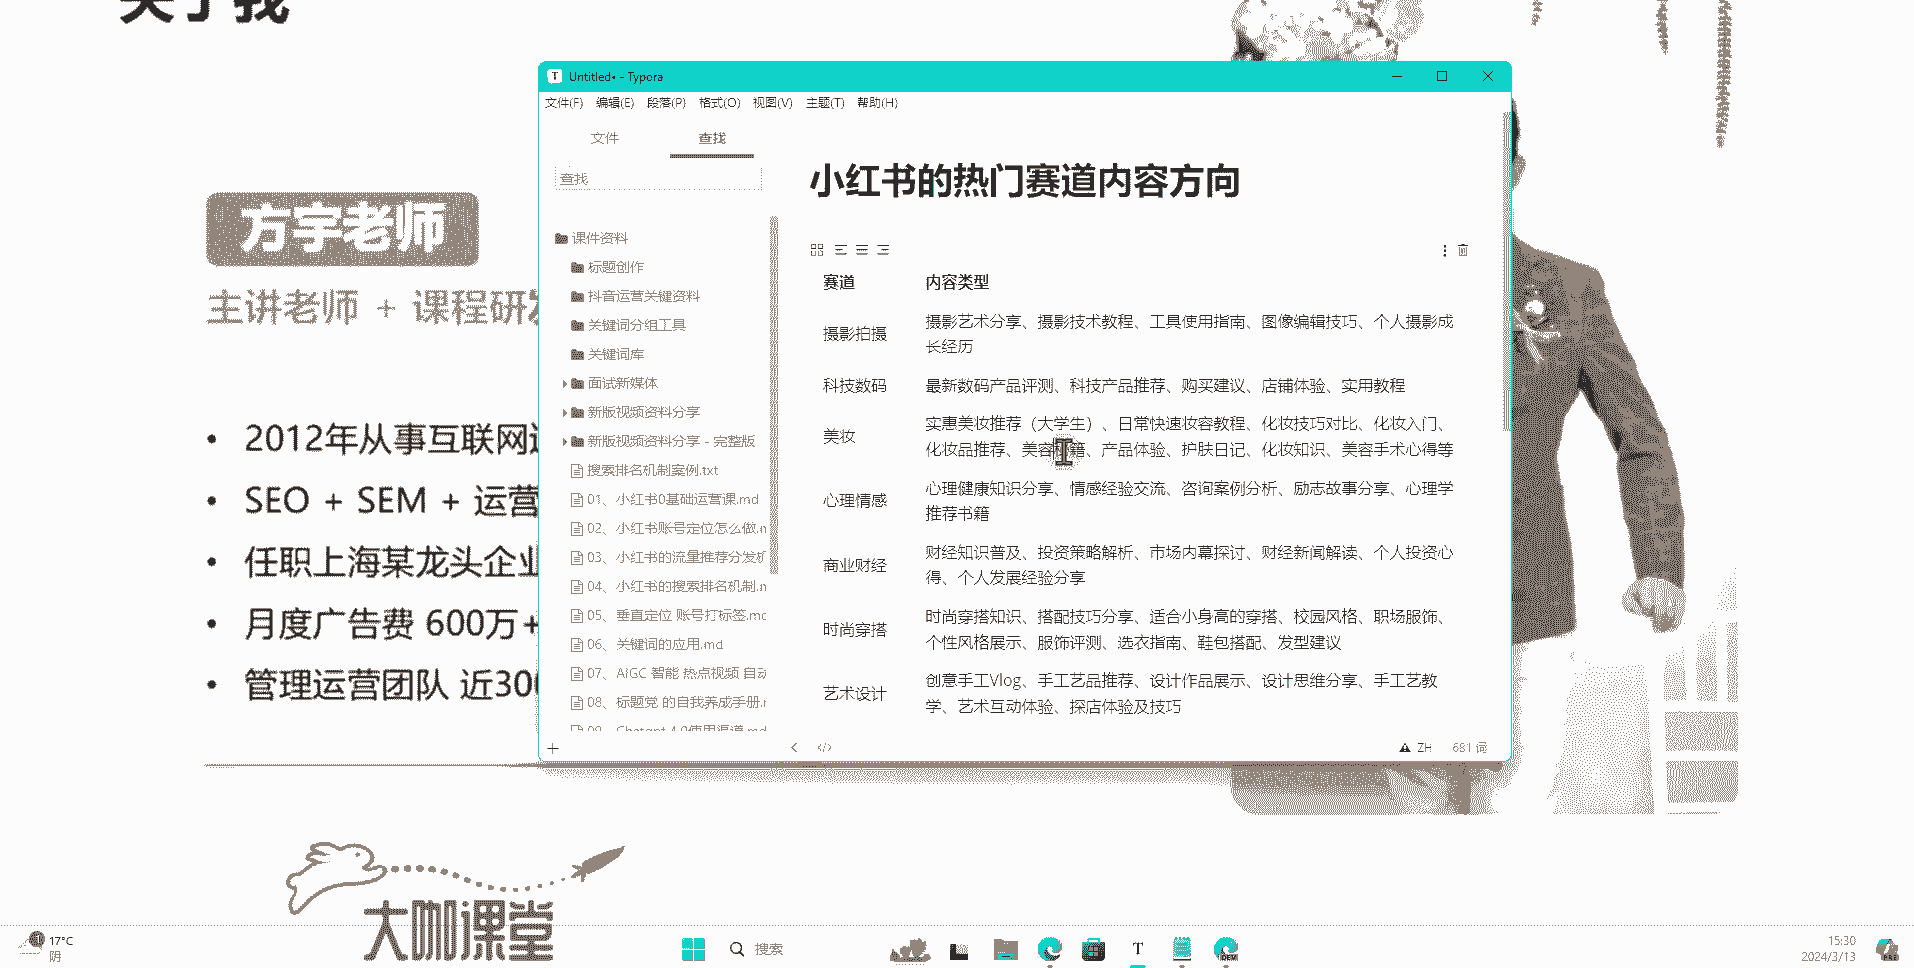 关于我
方宇老师
主讲老师 + 课程研发
2012年从事互联网运
SEO + SEM + 运营
任职上海某龙头企业
月度广告费 600万+
管理运营团队 近30
大咖课堂
Untitled• - Typora
文件(F) 编辑(E) 段落(P) 格式(O) 视图(V) 主题(T) 帮助(H)
文件 查找
查找
课件资料
标题创作
抖音运营关键资料
关键词分组工具
关键词库
面试新媒体
新版视频资料分享
新版视频资料分享 - 完整版
搜索排名机制案例.txt
01、小红书0基础运营课.md
02、小红书账号定位怎么做.m
03、小红书的流量推荐分发机
04、小红书的搜索排名机制.m
05、垂直定位 账号打标签.md
06、关键词的应用.md
07、AIGC 智能 热点视频 自动
08、标题党 的自我养成手册.m
09、Chatgpt 4.0使用渠道.md
小红书的热门赛道内容方向
赛道 内容类型
摄影拍摄 摄影艺术分享、摄影技术教程、工具使用指南、图像编辑技巧、个人摄影成
长经历
科技数码 最新数码产品评测、科技产品推荐、购买建议、店铺体验、实用教程
美妆 实惠美妆推荐（大学生）、日常快速妆容教程、化妆技巧对比、化妆入门、
化妆品推荐、美容书籍、产品体验、护肤日记、化妆知识、美容手术心得等
心理情感 心理健康知识分享、情感经验交流、咨询案例分析、励志故事分享、心理学
推荐书籍
商业财经 财经知识普及、投资策略解析、市场内幕探讨、财经新闻解读、个人投资心
得、个人发展经验分享
时尚穿搭 时尚穿搭知识、搭配技巧分享、适合小身高的穿搭、校园风格、职场服饰、
个性风格展示、服饰评测、选衣指南、鞋包搭配、发型建议
艺术设计 创意手工Vlog、手工艺品推荐、设计作品展示、设计思维分享、手工艺教
学、艺术互动体验、探店体验及技巧
ZH 681 词
17°C
阴
搜索
15:30
2024/3/13